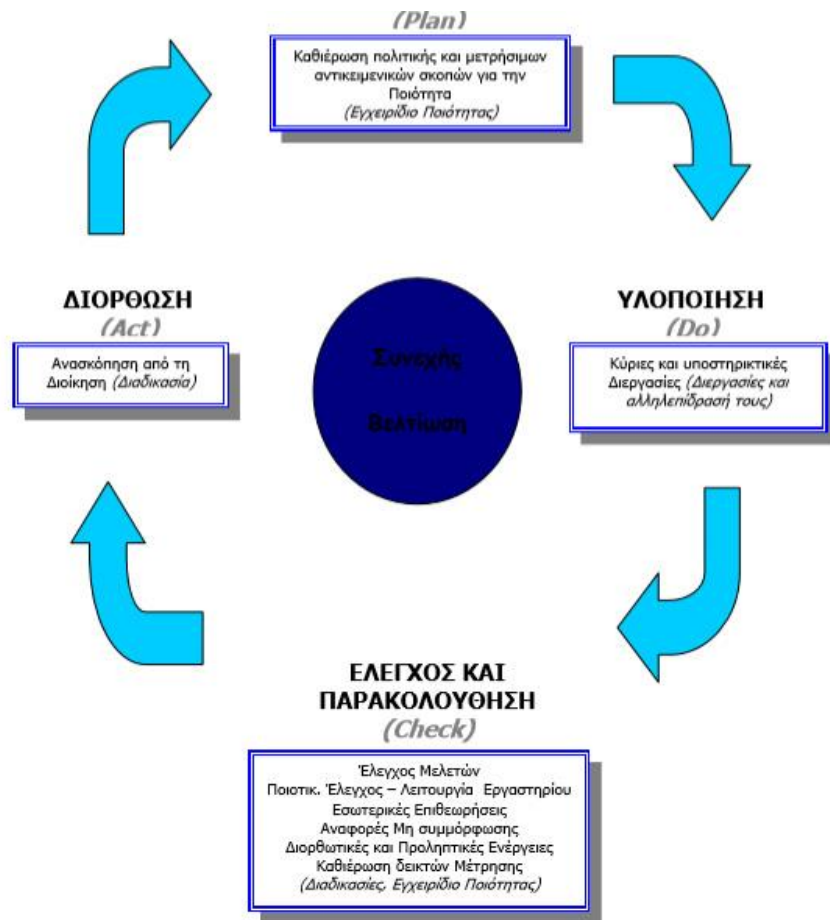 (Plan)
Καθιέρωση πολιτικής και μετρήσιμων
αντικειμενικών σκοπών για την
Ποιότητα
(Εγχειρίδιο Ποιότητας)
ΔΙΟΡΘΩΣΗ
(Act)
Ανασκόπηση από τη
Διοίκηση (Διαδικασία)
Συνεχής
Βελτίωση
ΥΛΟΠΟΙΗΣΗ
(Do)
Κύριες και υποστηρικτικές
Διεργασίες (Διεργασίες και
αλληλεπίδρασή τους)
ΕΛΕΓΧΟΣ ΚΑΙ
ΠΑΡΑΚΟΛΟΥΘΗΣΗ
(Check)
Έλεγχος Μελετών
Ποιοτικ. Έλεγχος – Λειτουργία Εργαστηρίου
Εσωτερικές Επιθεωρήσεις
Αναφορές Μη συμμόρφωσης
Διορθωτικές και Προληπτικές Ενέργειες
Καθιέρωση δεικτών Μέτρησης
(Διαδικασίες, Εγχειρίδιο Ποιότητας)